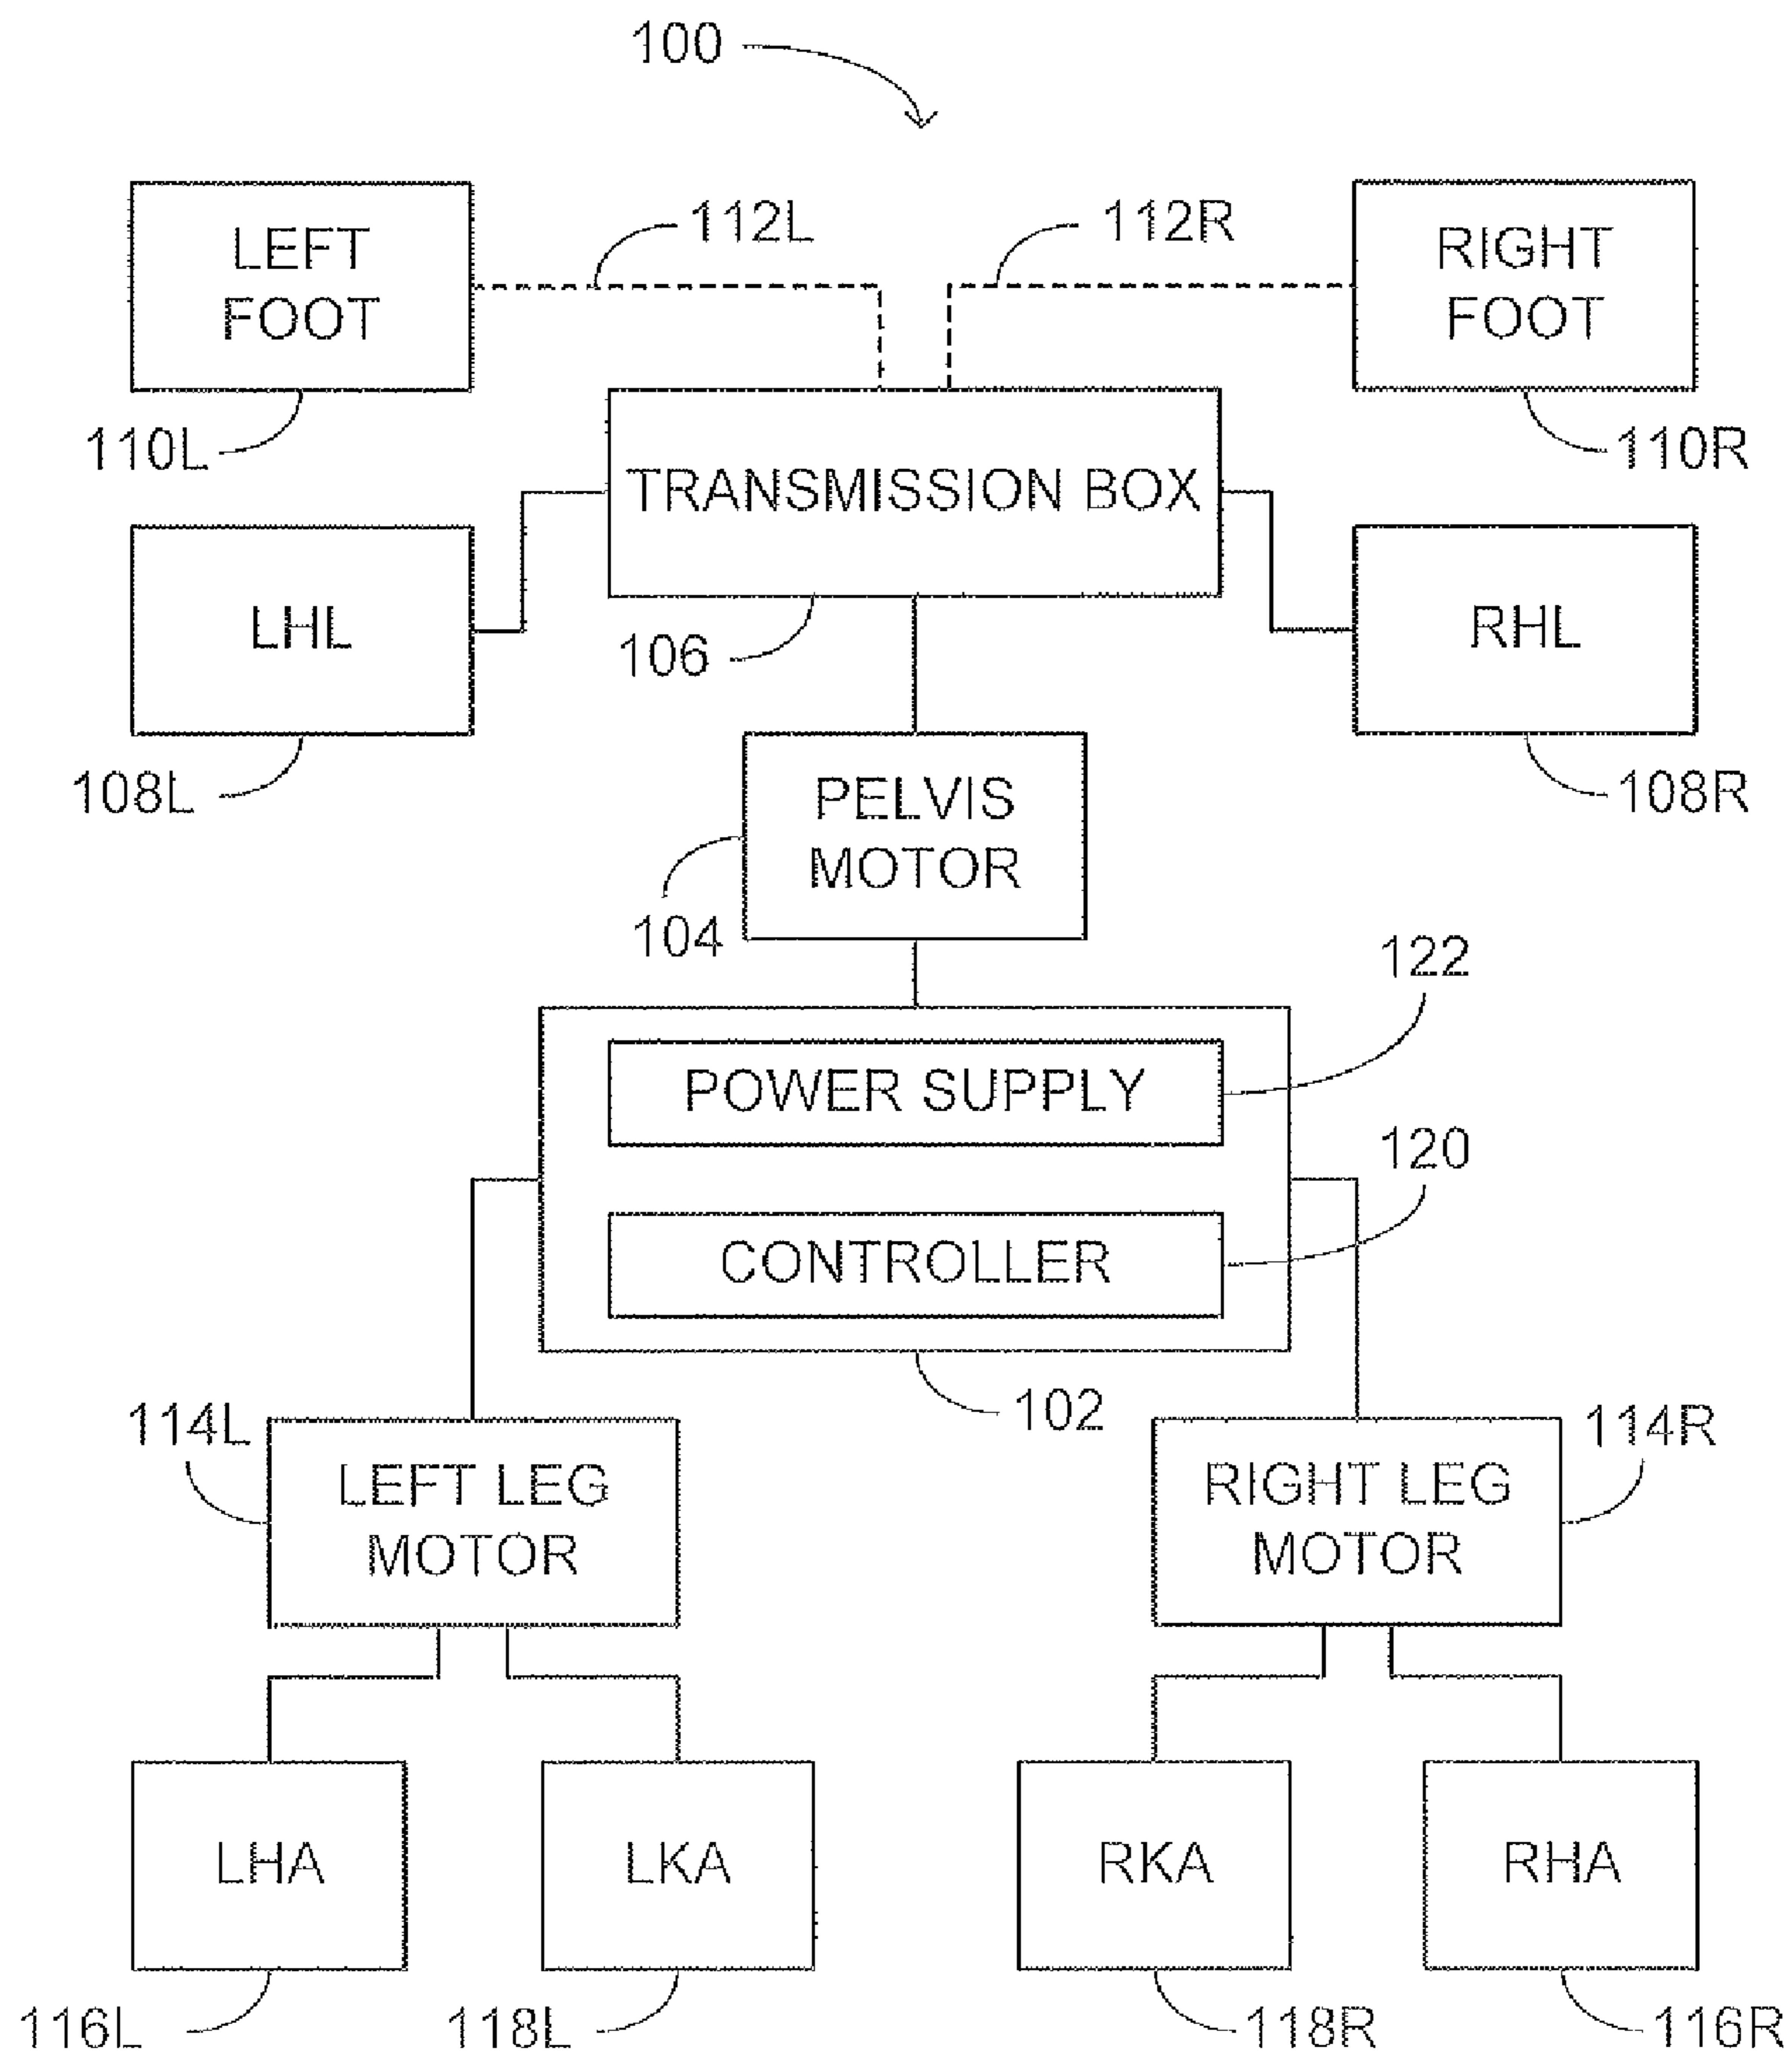 100
LEFT
FOOT
112L
112R
RIGHT
FOOT
110L
TRANSMISSION BOX
110R
LHL
106
RHL
108L
PELVIS
MOTOR
108R
104
122
POWER SUPPLY
120
CONTROLLER
102
114L
LEFT LEG
MOTOR
114R
RIGHT LEG
MOTOR
LHA
LKA
RKA
RHA
116L
118L
118R
116R